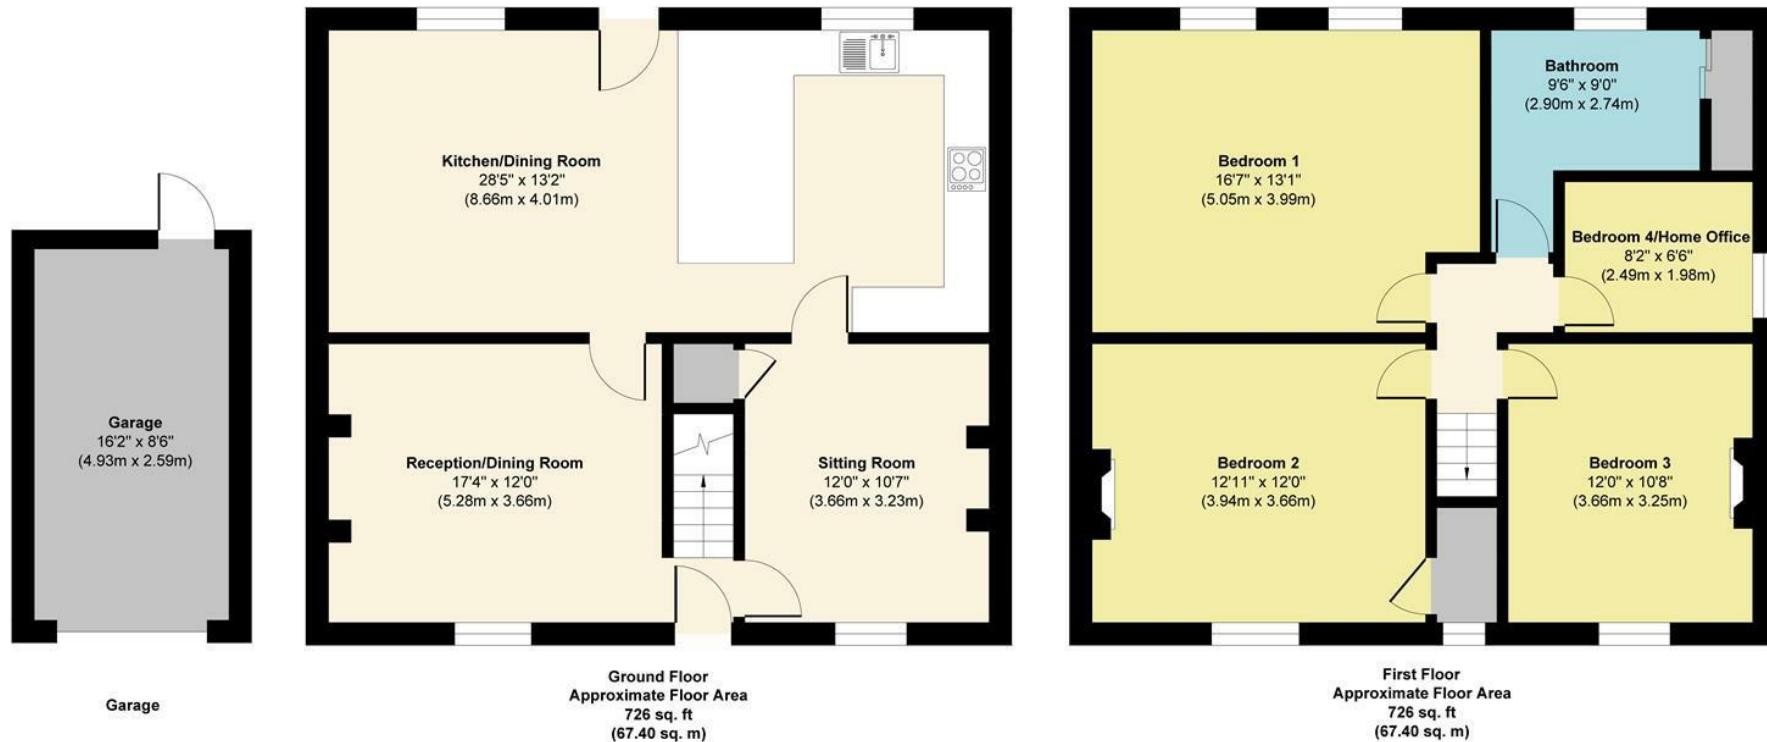 Garage
16'2" x 8'6"
(4.93m x 2.59m)
Garage
Kitchen/Dining Room
28'5" x 13'2"
(8.66m x 4.01m)
Reception/Dining Room
17'4" x 12'0"
(5.28m x 3.66m)
Sitting Room
12'0" x 10'7"
(3.66m x 3.23m)
Ground Floor
Approximate Floor Area
726 sq. ft
(67.40 sq. m)
Bedroom 1
16'7" x 13'1"
(5.05m x 3.99m)
Bathroom
9'6" x 9'0"
(2.90m x 2.74m)
Bedroom 4/Home Office
8'2" x 6'6"
(2.49m x 1.98m)
Bedroom 2
12'11" x 12'0"
(3.94m x 3.66m)
Bedroom 3
12'0" x 10'8"
(3.66m x 3.25m)
First Floor
Approximate Floor Area
726 sq. ft
(67.40 sq. m)